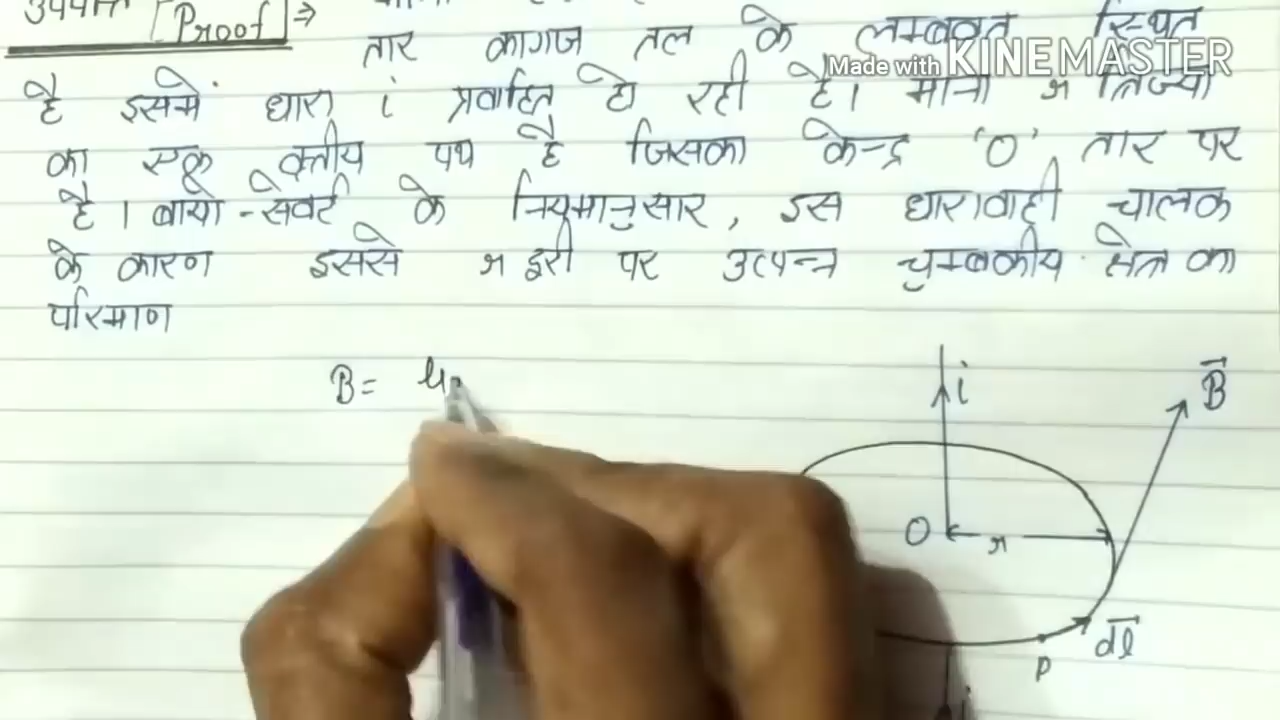 उपपत्ति [Proof] ⇒
तार कागज तल के लम्बवत स्थित
Made with KINEMASTER
है इसमें धारा i प्रवाहित हो रही है। माना r त्रिज्या
का एक वृत्तीय पथ है जिसका केन्द्र 'O' तार पर
है। बायो-सेवर्ट के नियमानुसार, इस धारावाही चालक
के कारण इससे r दूरी पर उत्पन्न चुम्बकीय क्षेत्र का
परिमाण
B = μ
i
B⃗
O
r
dl⃗
P